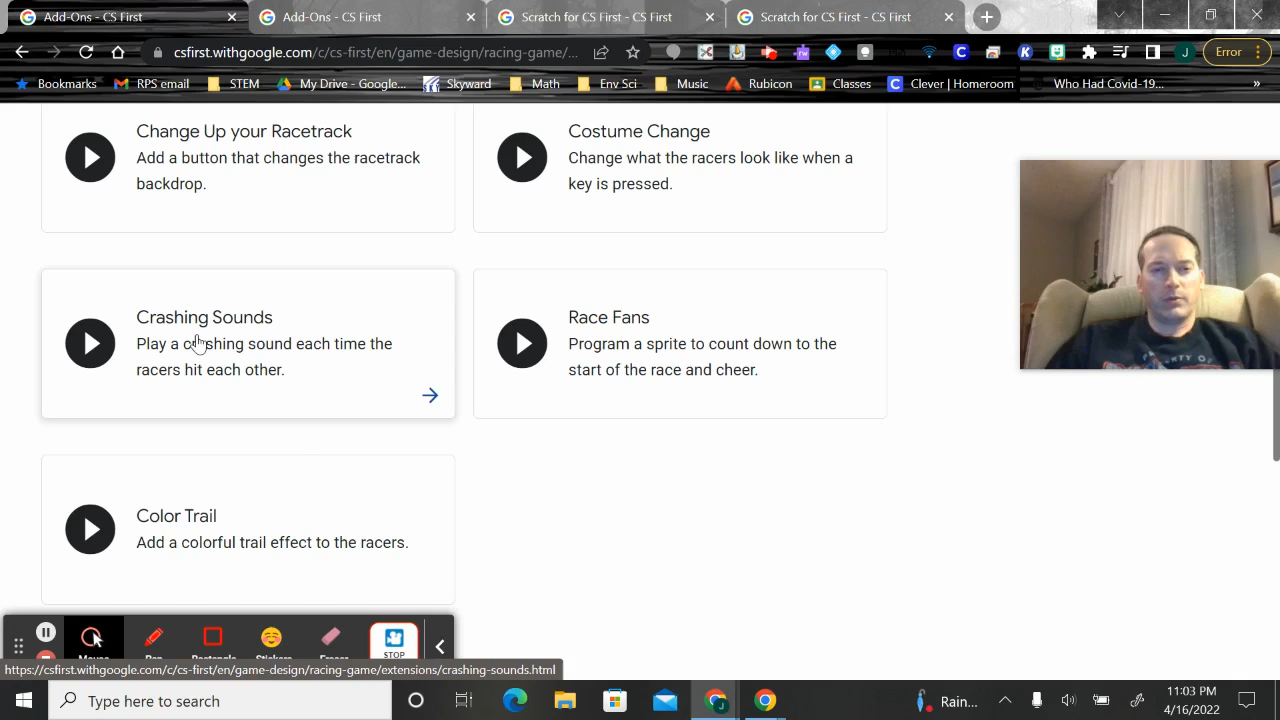 Add-Ons - CS First
Add-Ons - CS First
Scratch for CS First - CS First
Scratch for CS First - CS First
csfirst.withgoogle.com/c/cs-first/en/game-design/racing-game/...
Error
Bookmarks
RPS email
STEM
My Drive - Google...
Skyward
Math
Env Sci
Music
Rubicon
Classes
Clever | Homeroom
Who Had Covid-19...
»
Change Up your Racetrack
Add a button that changes the racetrack
backdrop.
Costume Change
Change what the racers look like when a
key is pressed.
Crashing Sounds
Play a crashing sound each time the
racers hit each other.
Race Fans
Program a sprite to count down to the
start of the race and cheer.
PROPERTY OF
Color Trail
Add a colorful trail effect to the racers.
Mouse
Pen
Rectangle
Stickers
Eraser
STOP
https://csfirst.withgoogle.com/c/cs-first/en/game-design/racing-game/extensions/crashing-sounds.html
Type here to search
Rain...
11:03 PM
4/16/2022